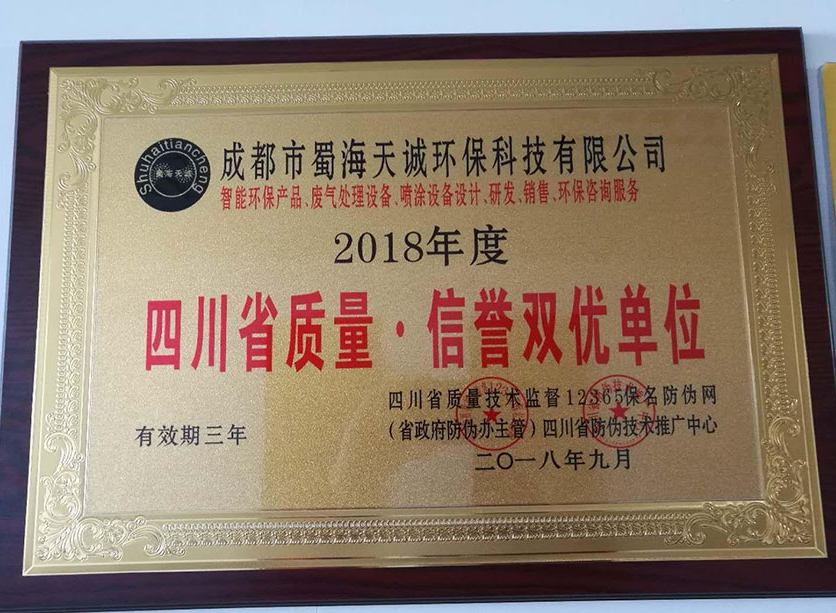 Shuhaitiancheng
蜀海天诚
成都市蜀海天诚环保科技有限公司
智能环保产品、废气处理设备、喷涂设备设计、研发、销售、环保咨询服务
2018年度
四川省质量·信誉双优单位
四川省质量技术监督12365保名防伪网
有效期三年
(省政府防伪办主管)四川省防伪技术推广中心
二〇一八年九月